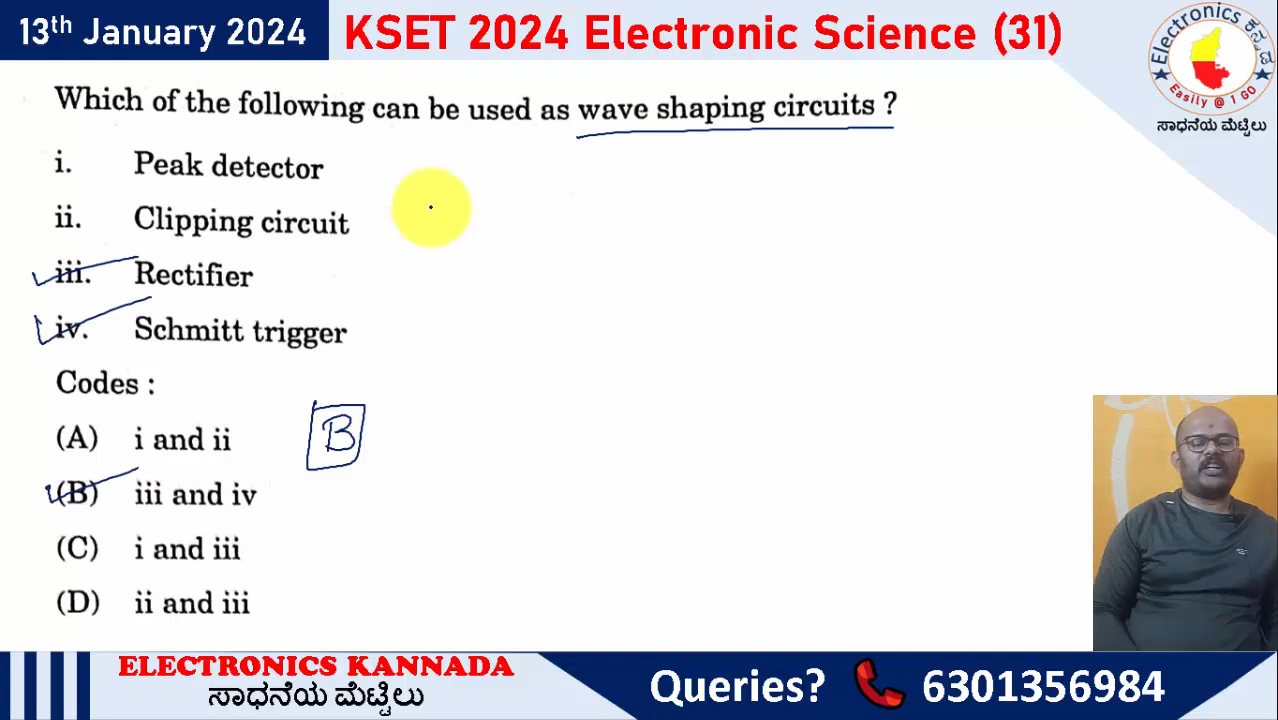 13th January 2024
KSET 2024 Electronic Science (31)
Electronics ಕನ್ನಡ
Easily @ 1 GO
ಸಾಧನೆಯ ಮೆಟ್ಟಿಲು
Which of the following can be used as wave shaping circuits ?
i. Peak detector
ii. Clipping circuit
iii. Rectifier
iv. Schmitt trigger
Codes :
(A) i and ii
B
(B) iii and iv
(C) i and iii
(D) ii and iii
ELECTRONICS KANNADA
ಸಾಧನೆಯ ಮೆಟ್ಟಿಲು
Queries? 6301356984